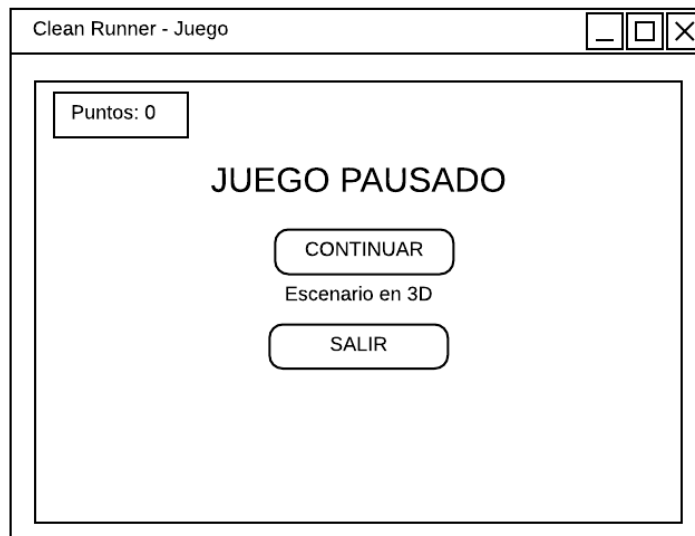 Clean Runner - Juego
Puntos: 0
JUEGO PAUSADO
CONTINUAR
Escenario en 3D
SALIR